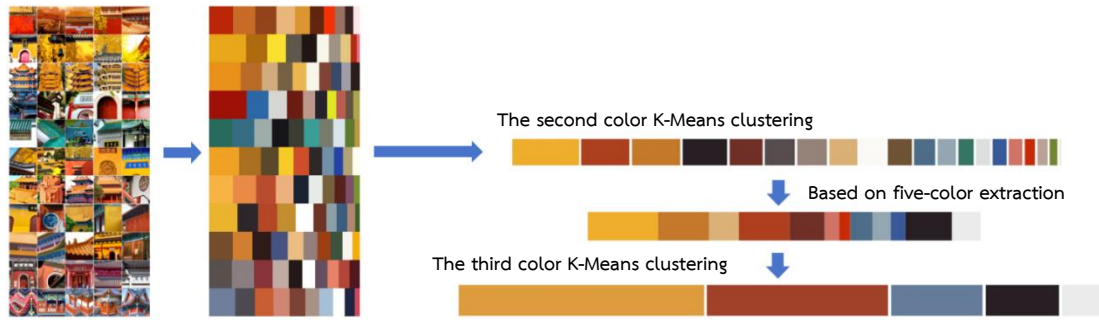 The second color K-Means clustering
Based on five-color extraction
The third color K-Means clustering